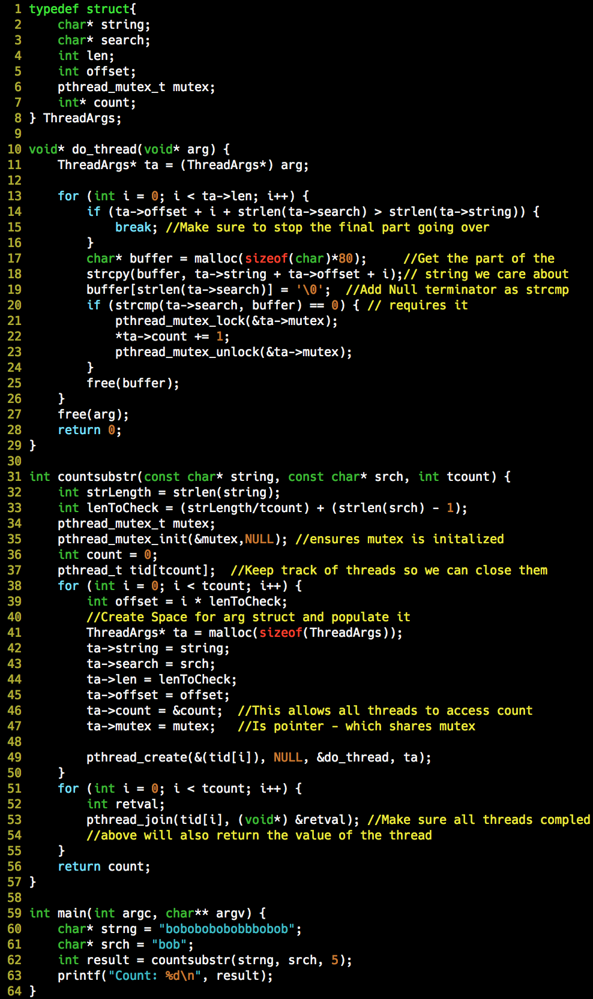 1 typedef struct{
2     char* string;
3     char* search;
4     int len;
5     int offset;
6     pthread_mutex_t mutex;
7     int* count;
8 } ThreadArgs;
9
10 void* do_thread(void* arg) {
11     ThreadArgs* ta = (ThreadArgs*) arg;
12
13     for (int i = 0; i < ta->len; i++) {
14         if (ta->offset + i + strlen(ta->search) > strlen(ta->string)) {
15             break; //Make sure to stop the final part going over
16         }
17         char* buffer = malloc(sizeof(char)*80);     //Get the part of the
18         strcpy(buffer, ta->string + ta->offset + i);// string we care about
19         buffer[strlen(ta->search)] = '\0';  //Add Null terminator as strcmp
20         if (strcmp(ta->search, buffer) == 0) { // requires it
21             pthread_mutex_lock(&ta->mutex);
22             *ta->count += 1;
23             pthread_mutex_unlock(&ta->mutex);
24         }
25         free(buffer);
26     }
27     free(arg);
28     return 0;
29 }
30
31 int countsubstr(const char* string, const char* srch, int tcount) {
32     int strLength = strlen(string);
33     int lenToCheck = (strLength/tcount) + (strlen(srch) - 1);
34     pthread_mutex_t mutex;
35     pthread_mutex_init(&mutex,NULL); //ensures mutex is initalized
36     int count = 0;
37     pthread_t tid[tcount];  //Keep track of threads so we can close them
38     for (int i = 0; i < tcount; i++) {
39         int offset = i * lenToCheck;
40         //Create Space for arg struct and populate it
41         ThreadArgs* ta = malloc(sizeof(ThreadArgs));
42         ta->string = string;
43         ta->search = srch;
44         ta->len = lenToCheck;
45         ta->offset = offset;
46         ta->count = &count;  //This allows all threads to access count
47         ta->mutex = mutex;   //Is pointer - which shares mutex
48
49         pthread_create(&(tid[i]), NULL, &do_thread, ta);
50     }
51     for (int i = 0; i < tcount; i++) {
52         int retval;
53         pthread_join(tid[i], (void*) &retval); //Make sure all threads compled
54         //above will also return the value of the thread
55     }
56     return count;
57 }
58
59 int main(int argc, char** argv) {
60     char* strng = "bobobobobobbbobob";
61     char* srch = "bob";
62     int result = countsubstr(strng, srch, 5);
63     printf("Count: %d\n", result);
64 }